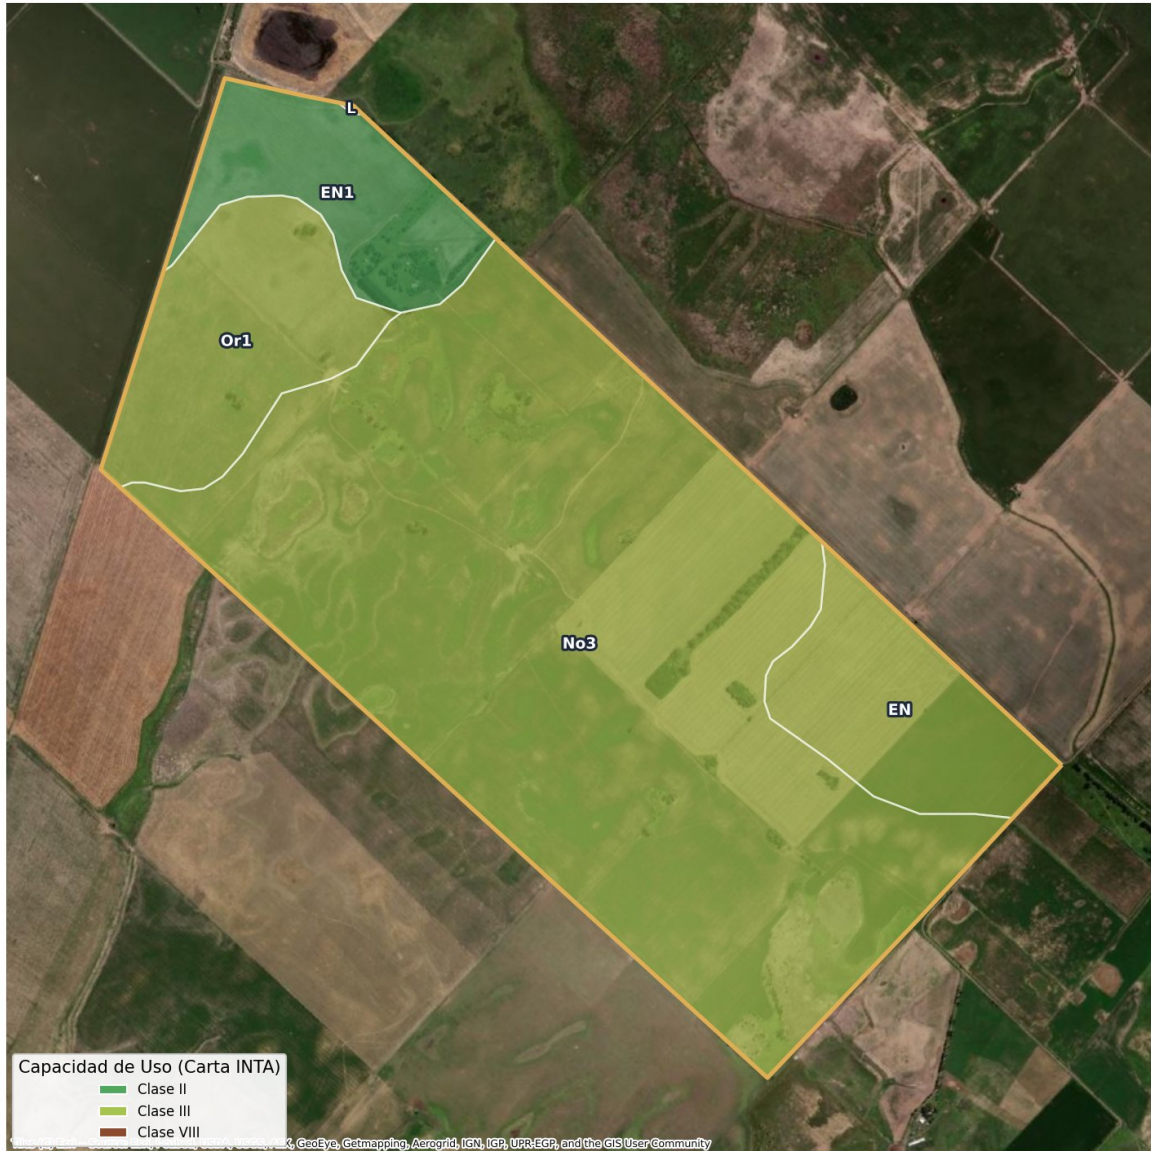 L
EN1
Or1
No3
EN
Capacidad de Uso (Carta INTA)
Clase II
Clase III
Clase VIII
GeoEye, Getmapping, Aerogrid, IGN, IGP, UPR-EGP, and the GIS User Community